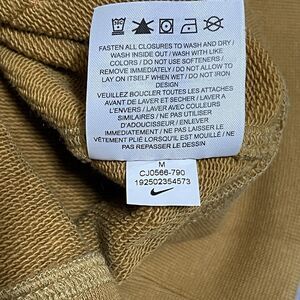 FASTEN ALL CLOSURES TO WASH AND DRY /
WASH INSIDE OUT / WASH WITH LIKE
COLORS / DO NOT USE SOFTENERS /
REMOVE IMMEDIATELY / DO NOT ALLOW TO
LAY ON ITSELF WHEN WET / DO NOT IRON
DESIGN
VEUILLEZ BOUCLER TOUTES LES ATTACHES
AVANT DE LAVER ET SECHER / LAVER A
L'ENVERS / LAVER AVEC COULEURS
SIMILAIRES / NE PAS UTILISER
D'ADOUCISSEUR / ENLEVER
IMMEDIATEMENT / NE PAS LAISSER LE
VÊTEMENT PLIÉ LORSQU'IL EST MOUILLÉ / NE
PAS REPASSER LE DESSIN
M
CJ0566-790
192502354573